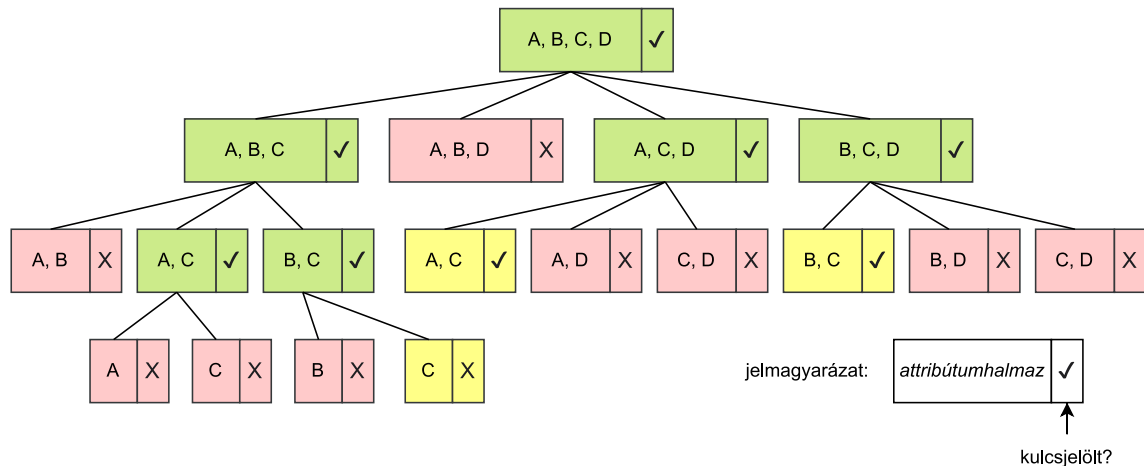 A, B, C, D ✓
A, B, C ✓
A, B, D X
A, C, D ✓
B, C, D ✓
A, B X
A, C ✓
B, C ✓
A, C ✓
A, D X
C, D X
B, C ✓
B, D X
C, D X
A X
C X
B X
C X
jelmagyarázat:
attribútumhalmaz ✓
kulcsjelölt?